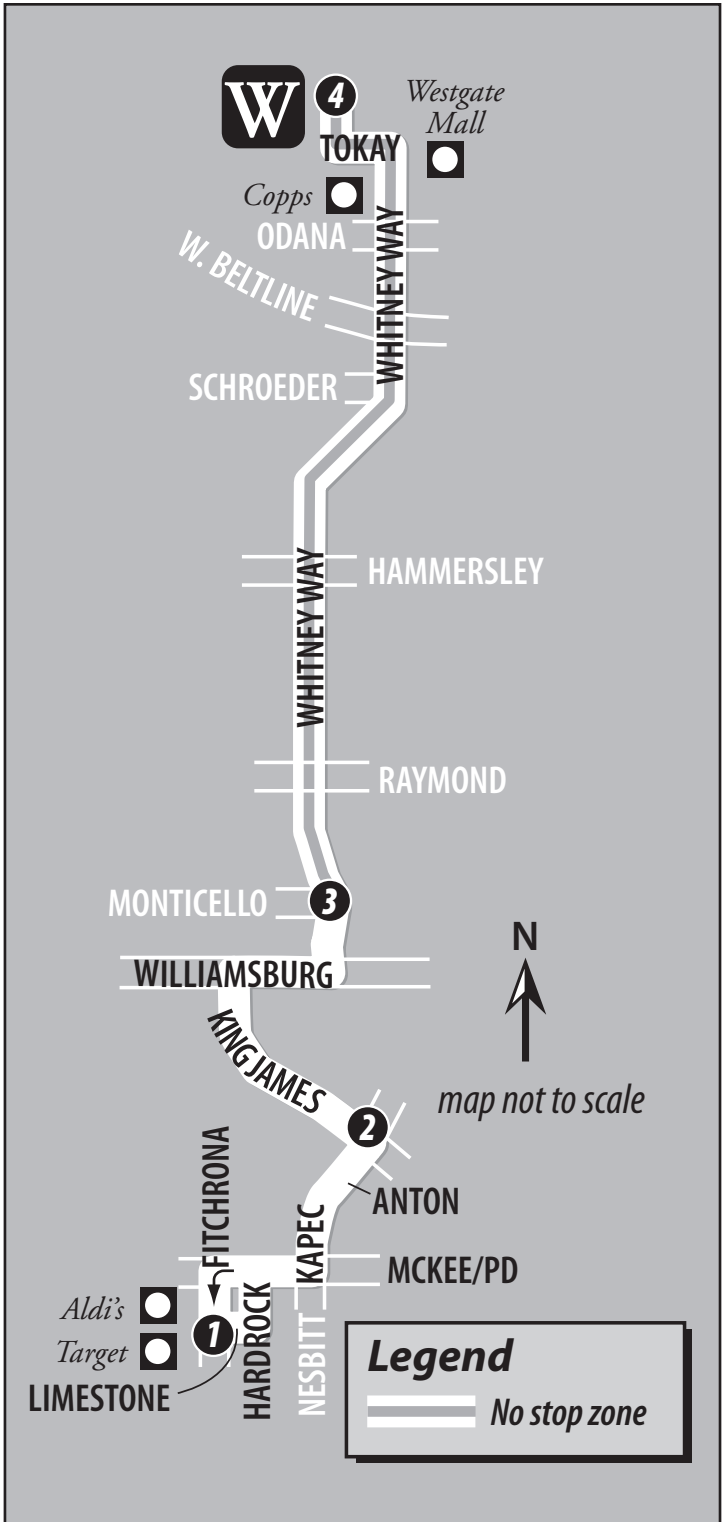 W
4
Westgate
Mall
TOKAY
Copps
ODANA
W. BELTLINE
WHITNEY WAY
SCHROEDER
WHITNEY WAY
HAMMERSLEY
RAYMOND
MONTICELLO
3
N
WILLIAMSBURG
KING JAMES
map not to scale
2
FITCHRONA
ANTON
KAPEC
MCKEE/PD
Aldi's
1
Target
HARDROCK
NESBITT
LIMESTONE
Legend
No stop zone